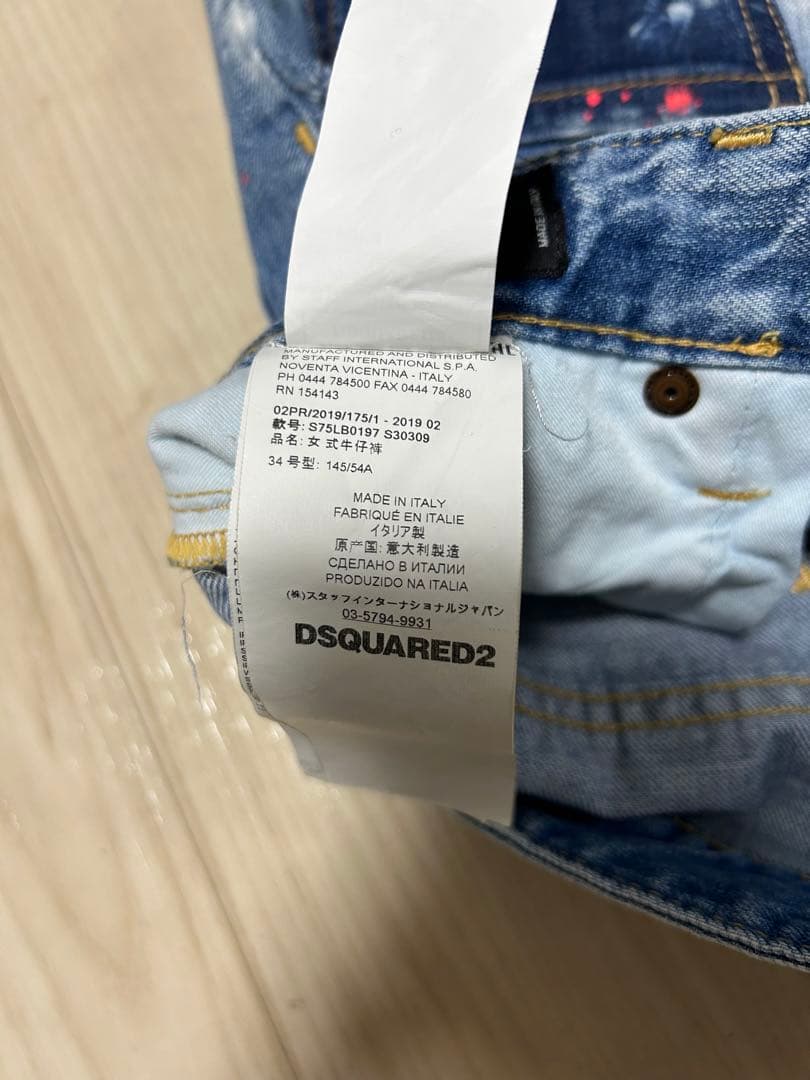 MADE IN ITALY
MANUFACTURED AND DISTRIBUTED
BY STAFF INTERNATIONAL S.P.A.
NOVENTA VICENTINA - ITALY
PH 0444 784500 FAX 0444 784580
RN 154143
02PR/2019/175/1 - 2019 02
款号: S75LB0197 S30309
品名: 女 式牛仔裤
34 号型: 145/54A
MADE IN ITALY
FABRIQUÉ EN ITALIE
イタリア製
原产国: 意大利製造
СДЕЛАНО В ИТАЛИИ
PRODUZIDO NA ITALIA
(株)スタッフインターナショナルジャパン
03-5794-9931
DSQUARED2